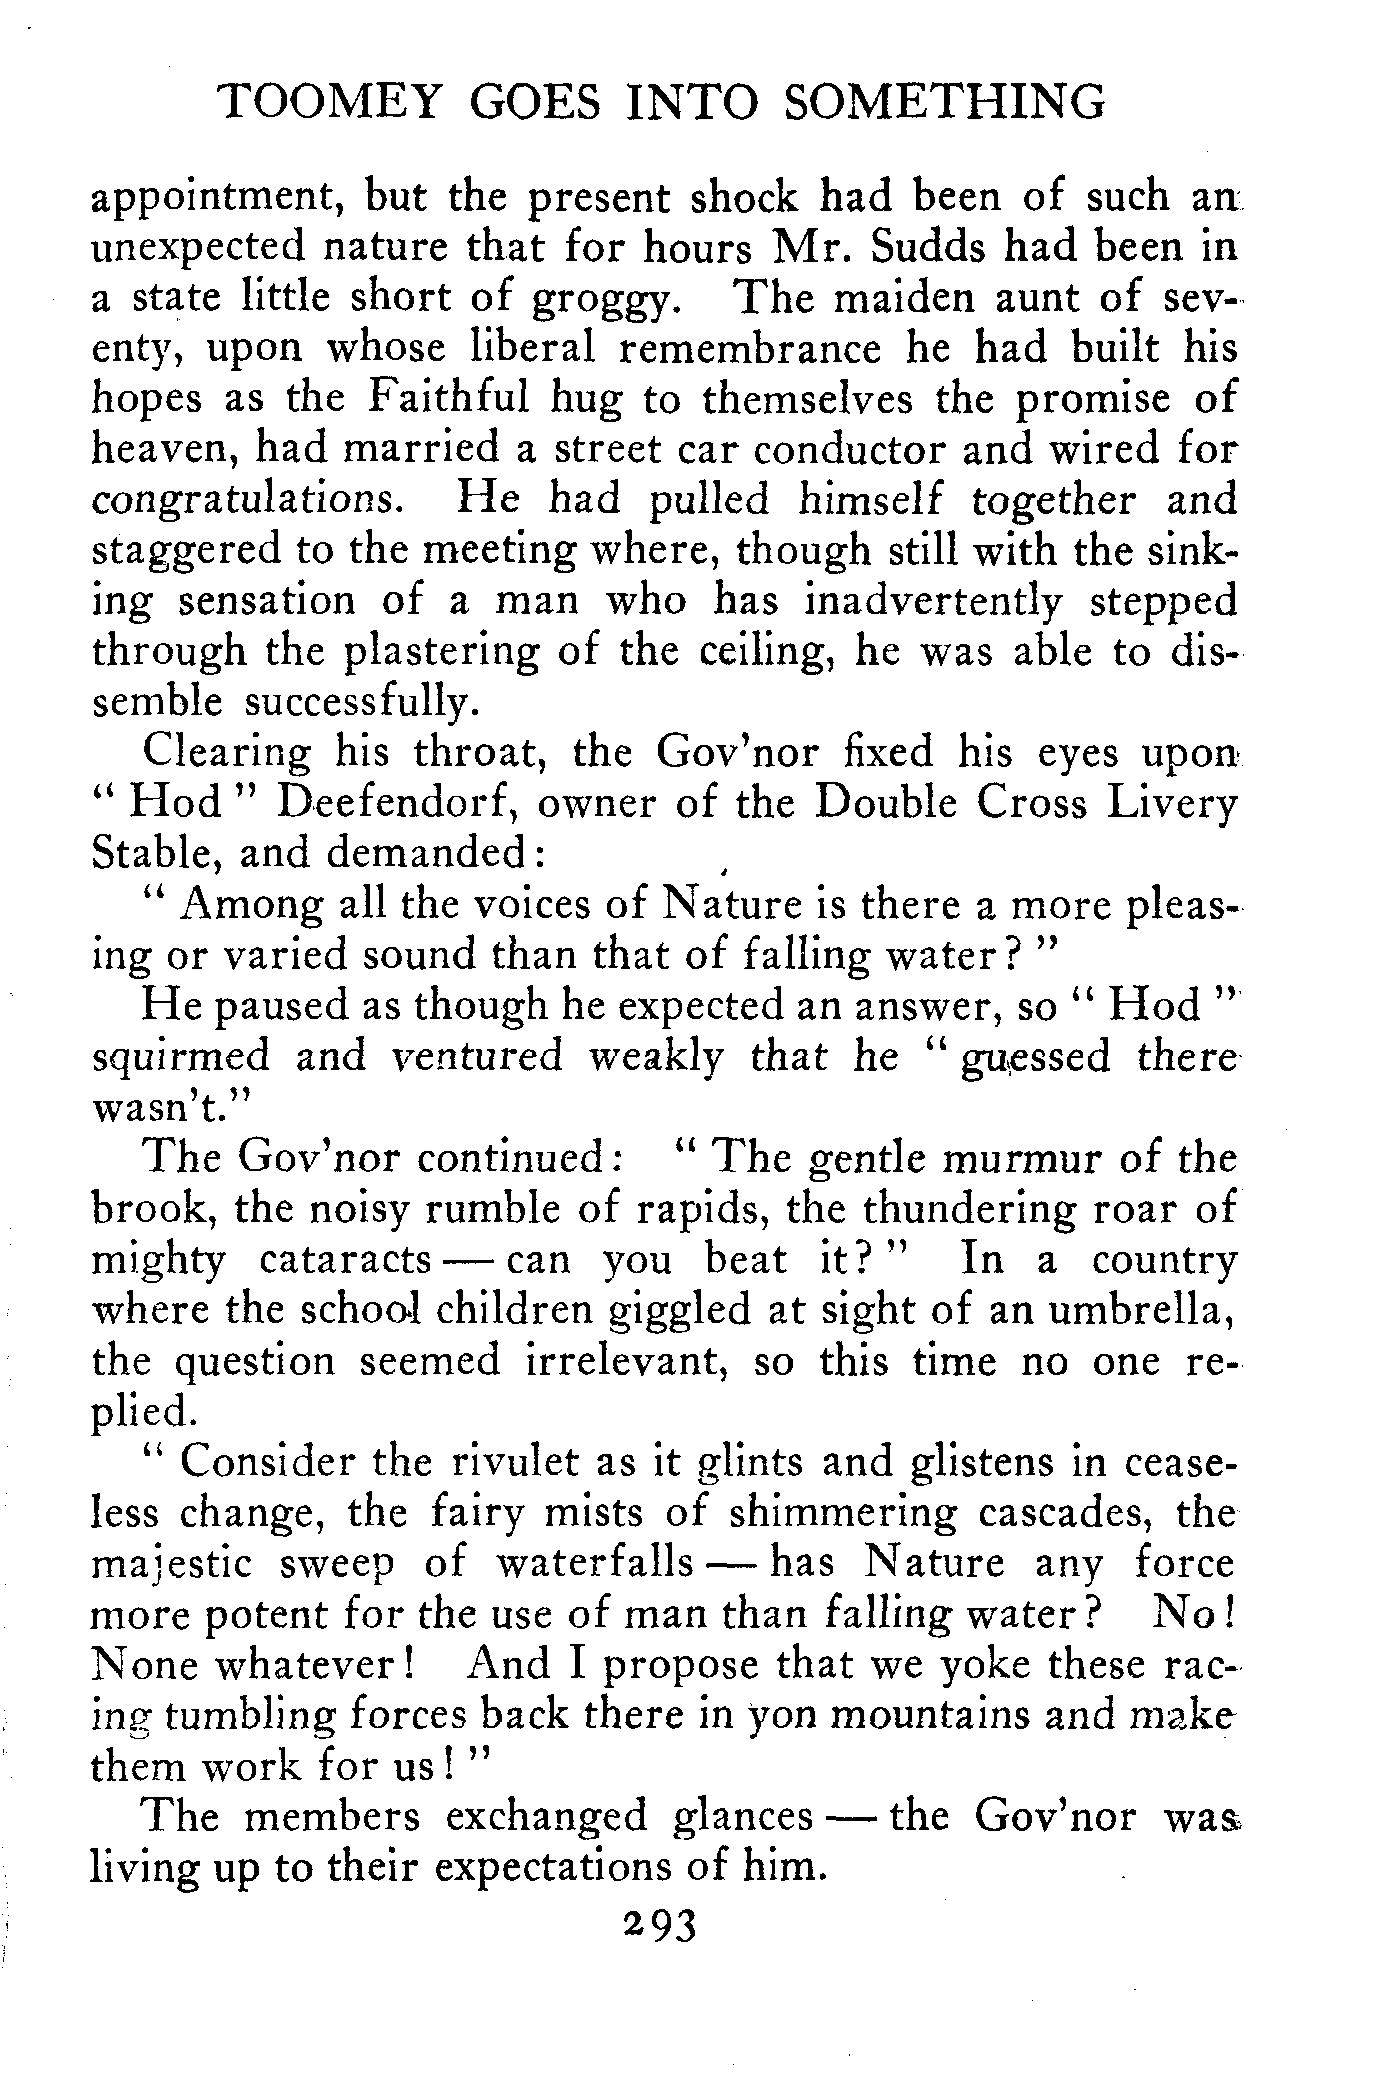 TOOMEY GOES INTO SOMETHING
appointment, but the present shock had been of such an
unexpected nature that for hours Mr. Sudds had been in
a state little short of groggy. The maiden aunt of sev-
enty, upon whose liberal remembrance he had built his
hopes as the Faithful hug to themselves the promise of
heaven, had married a street car conductor and wired for
congratulations. He had pulled himself together and
staggered to the meeting where, though still with the sink-
ing sensation of a man who has inadvertently stepped
through the plastering of the ceiling, he was able to dis-
semble successfully.
Clearing his throat, the Gov'nor fixed his eyes upon
" Hod " Deefendorf, owner of the Double Cross Livery
Stable, and demanded:
" Among all the voices of Nature is there a more pleas-
ing or varied sound than that of falling water? "
He paused as though he expected an answer, so " Hod "
squirmed and ventured weakly that he " guessed there
wasn't."
The Gov'nor continued: " The gentle murmur of the
brook, the noisy rumble of rapids, the thundering roar of
mighty cataracts — can you beat it? " In a country
where the school children giggled at sight of an umbrella,
the question seemed irrelevant, so this time no one re-
plied.
" Consider the rivulet as it glints and glistens in cease-
less change, the fairy mists of shimmering cascades, the
majestic sweep of waterfalls — has Nature any force
more potent for the use of man than falling water? No!
None whatever! And I propose that we yoke these rac-
ing tumbling forces back there in yon mountains and make
them work for us! "
The members exchanged glances — the Gov'nor was
living up to their expectations of him.
293